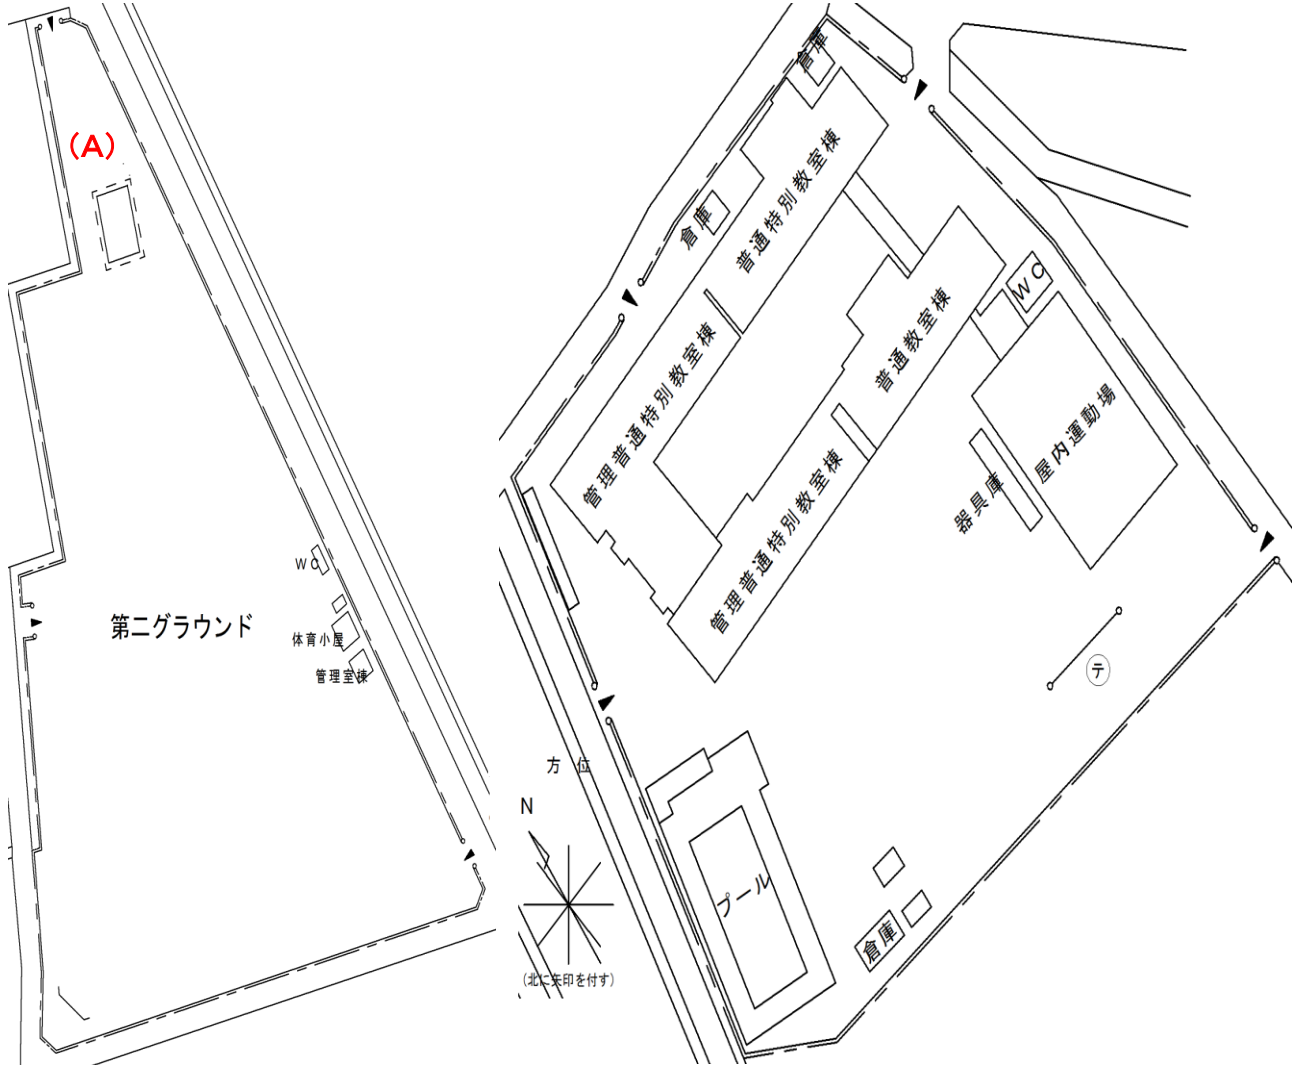 (A)
WC
第二グラウンド
体育小屋
管理室棟
倉庫
普通特別教室棟
倉庫
管理普通特別教室棟
WC
普通教室棟
屋内運動場
器具庫
管理普通特別教室棟
テ
方位
N
(北に矢印を付す)
プール
倉庫